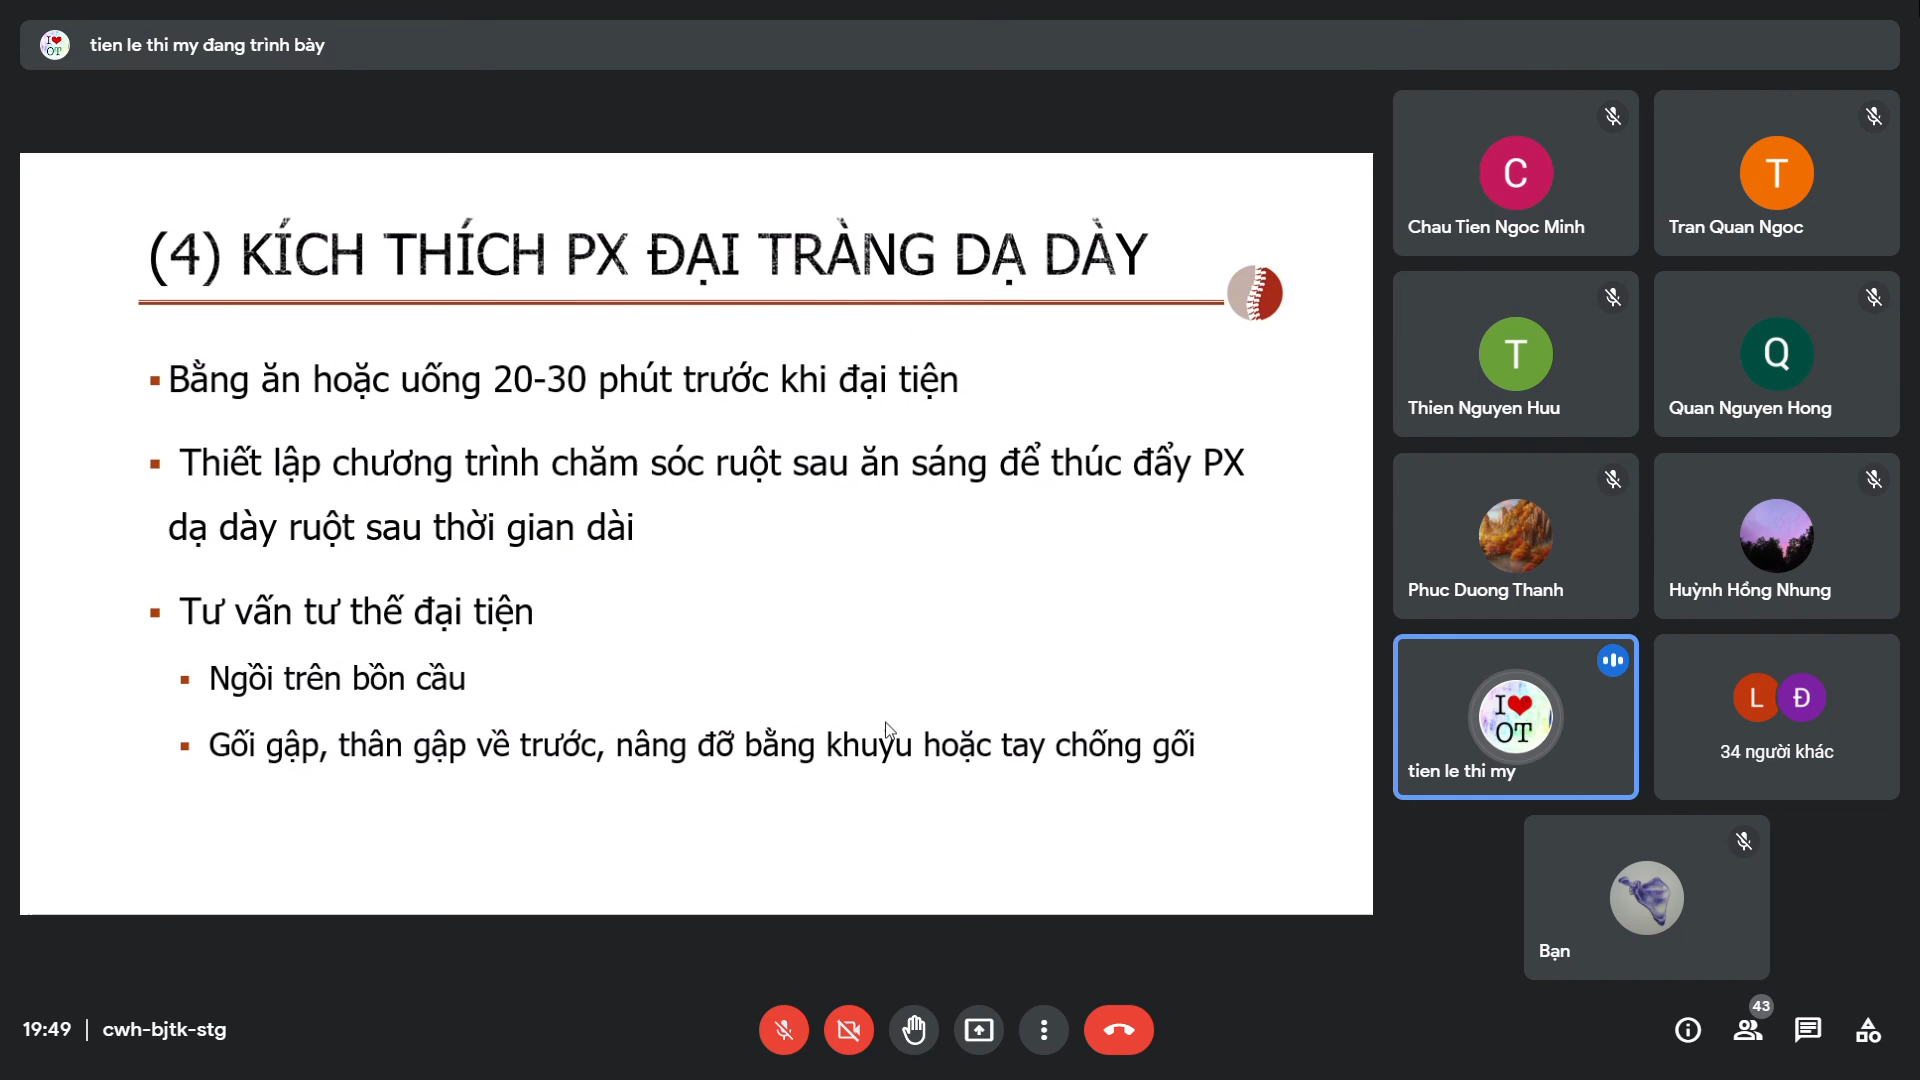 I❤OT
tien le thi my đang trình bày
(4) KÍCH THÍCH PX ĐẠI TRÀNG DẠ DÀY
▪ Bằng ăn hoặc uống 20-30 phút trước khi đại tiện
▪ Thiết lập chương trình chăm sóc ruột sau ăn sáng để thúc đẩy PX
dạ dày ruột sau thời gian dài
▪ Tư vấn tư thế đại tiện
▪ Ngồi trên bồn cầu
▪ Gối gập, thân gập về trước, nâng đỡ bằng khuỷu hoặc tay chống gối
C
Chau Tien Ngoc Minh
T
Tran Quan Ngoc
T
Thien Nguyen Huu
Q
Quan Nguyen Hong
Phuc Duong Thanh
Huỳnh Hồng Nhung
I❤
OT
tien le thi my
L Đ
34 người khác
Bạn
19:49 | cwh-bjtk-stg
43